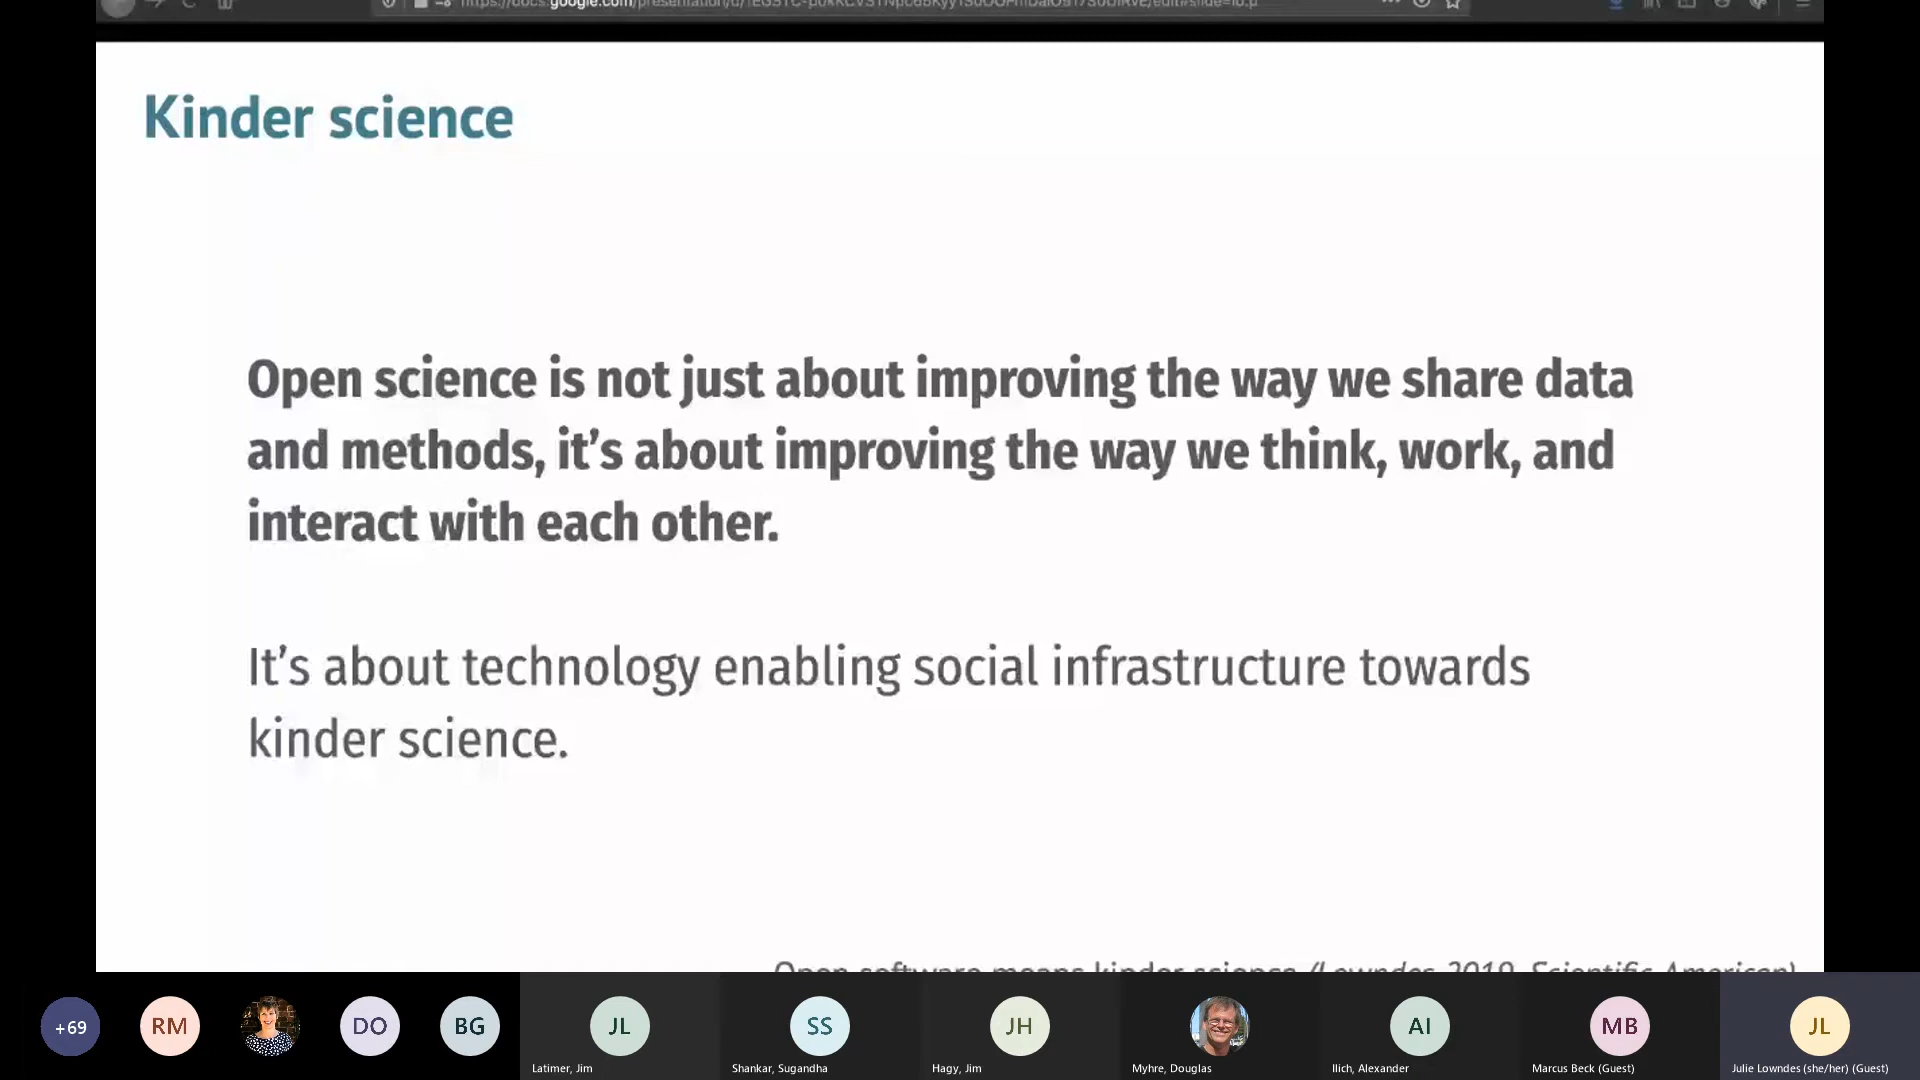 Kinder science
Open science is not just about improving the way we share data
and methods, it's about improving the way we think, work, and
interact with each other.
It's about technology enabling social infrastructure towards
kinder science.
Open software means kinder science (Lowndes 2019, Scientific American)
+69
RM
DO
BG
JL
SS
JH
AI
MB
JL
Latimer, Jim
Shankar, Sugandha
Hagy, Jim
Myhre, Douglas
Ilich, Alexander
Marcus Beck (Guest)
Julie Lowndes (she/her) (Guest)